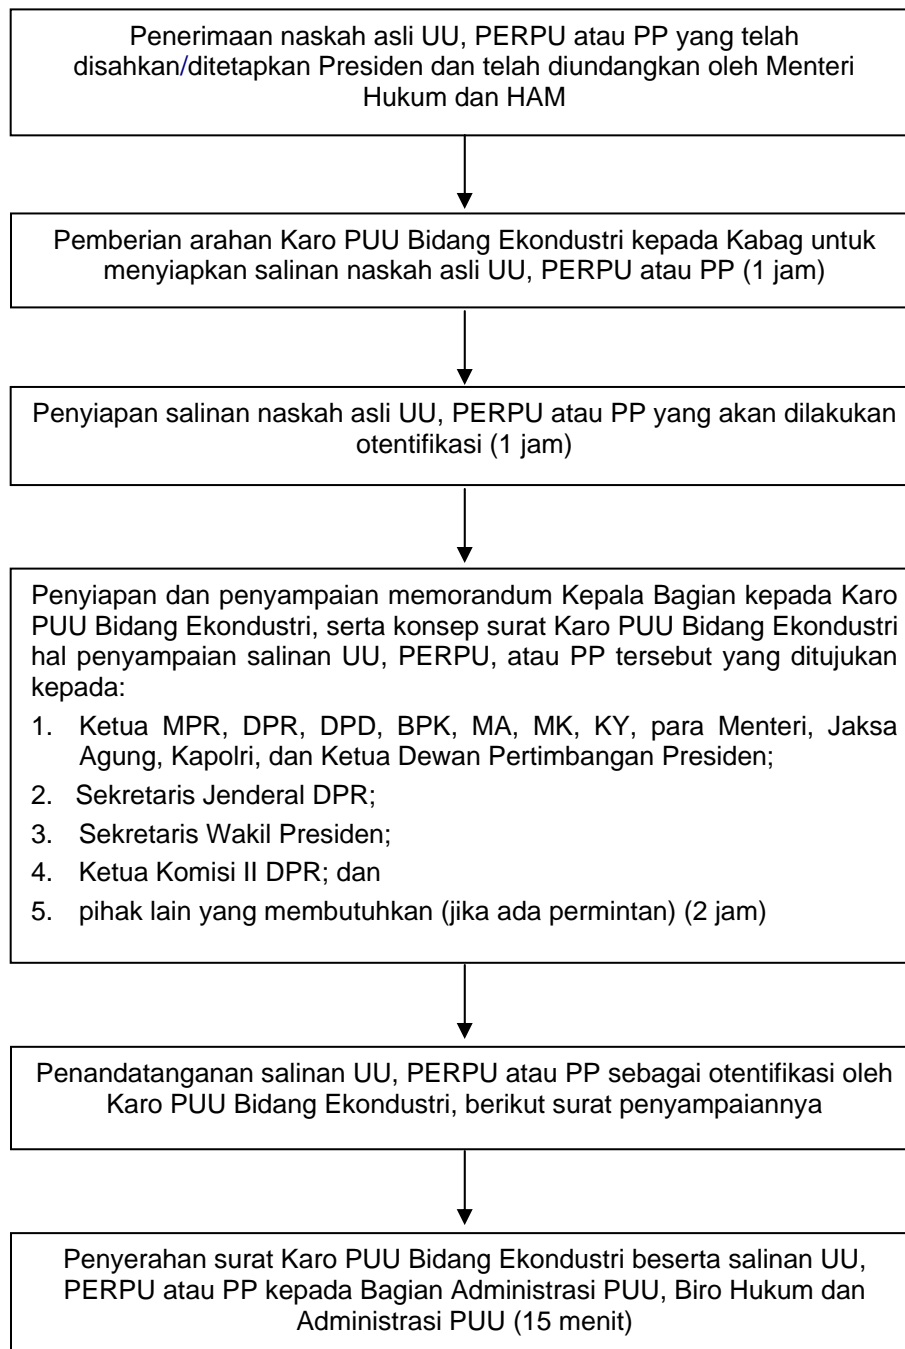 Penerimaan naskah asli UU, PERPU atau PP yang telah
disahkan/ditetapkan Presiden dan telah diundangkan oleh Menteri
Hukum dan HAM
Pemberian arahan Karo PUU Bidang Ekondustri kepada Kabag untuk
menyiapkan salinan naskah asli UU, PERPU atau PP (1 jam)
Penyiapan salinan naskah asli UU, PERPU atau PP yang akan dilakukan
otentifikasi (1 jam)
Penyiapan dan penyampaian memorandum Kepala Bagian kepada Karo
PUU Bidang Ekondustri, serta konsep surat Karo PUU Bidang Ekondustri
hal penyampaian salinan UU, PERPU, atau PP tersebut yang ditujukan
kepada:
1. Ketua MPR, DPR, DPD, BPK, MA, MK, KY, para Menteri, Jaksa
Agung, Kapolri, dan Ketua Dewan Pertimbangan Presiden;
2. Sekretaris Jenderal DPR;
3. Sekretaris Wakil Presiden;
4. Ketua Komisi II DPR; dan
5. pihak lain yang membutuhkan (jika ada permintan) (2 jam)
Penandatanganan salinan UU, PERPU atau PP sebagai otentifikasi oleh
Karo PUU Bidang Ekondustri, berikut surat penyampaiannya
Penyerahan surat Karo PUU Bidang Ekondustri beserta salinan UU,
PERPU atau PP kepada Bagian Administrasi PUU, Biro Hukum dan
Administrasi PUU (15 menit)